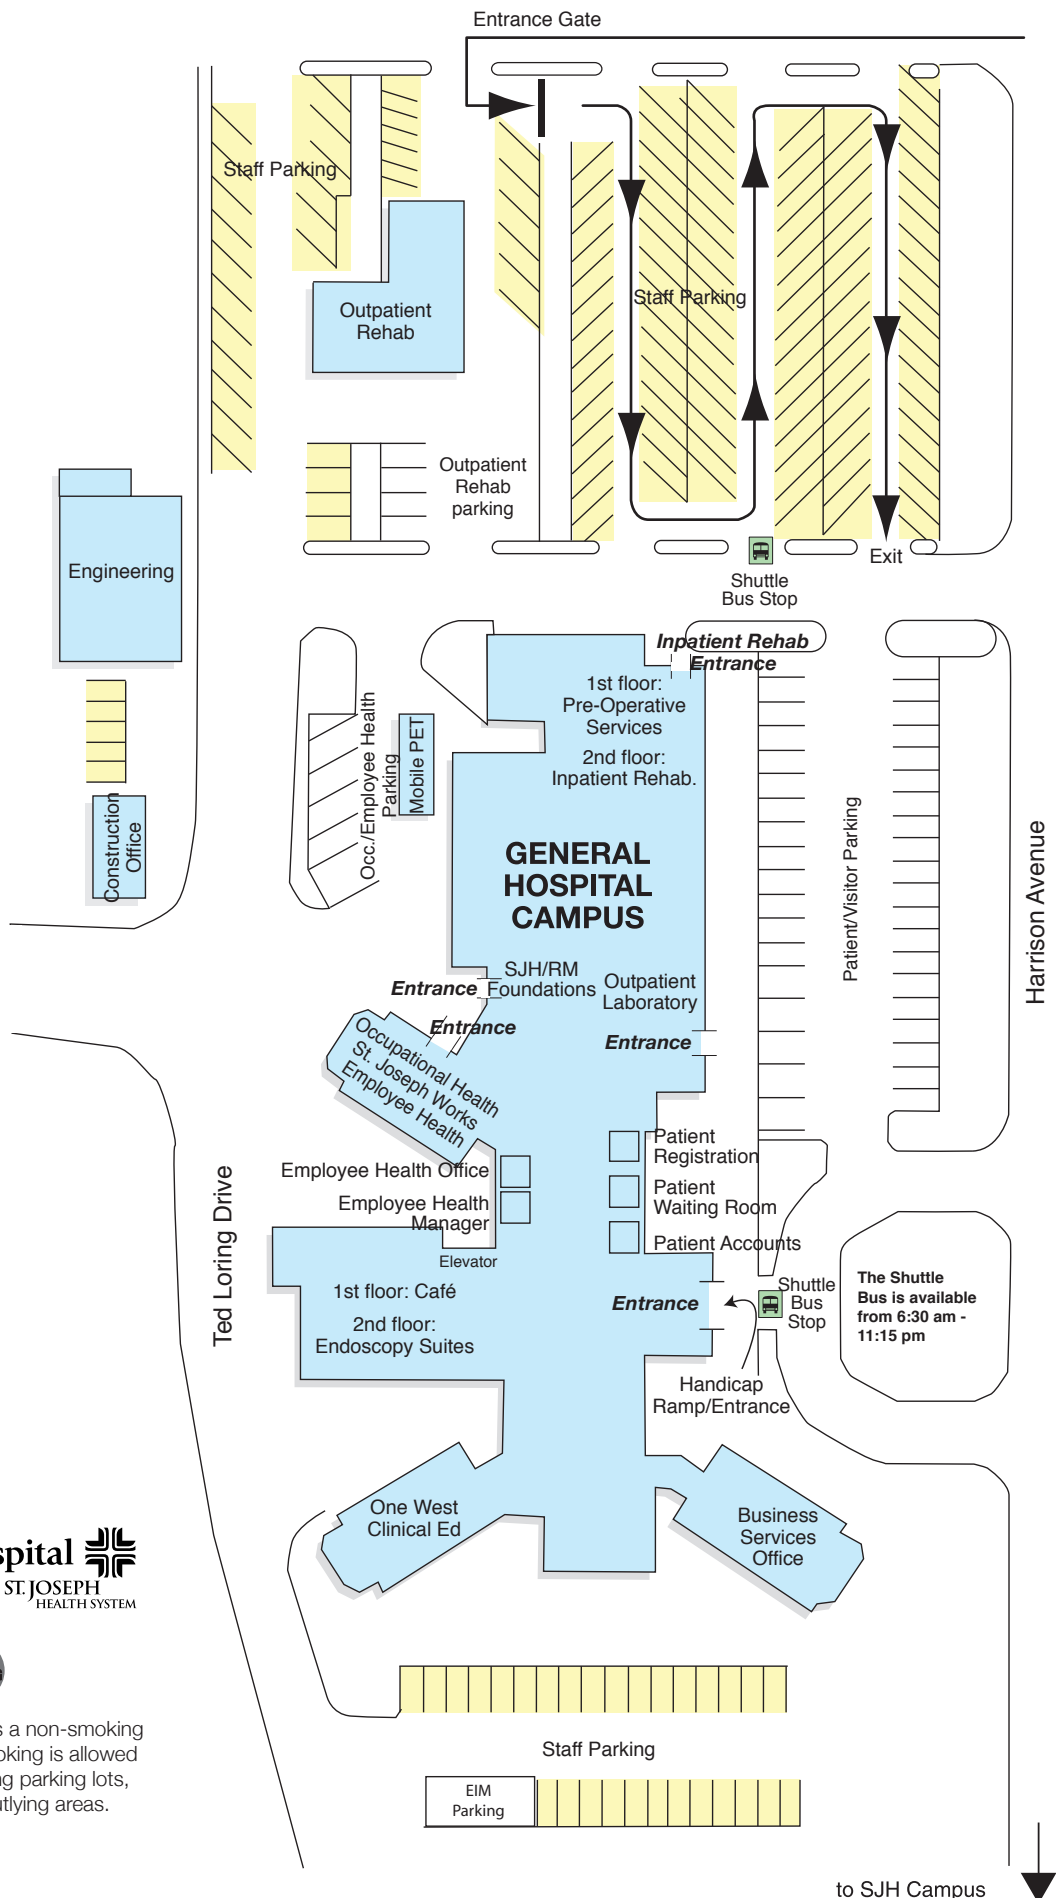 Entrance Gate
Staff Parking
Outpatient
Rehab
Staff Parking
Outpatient
Rehab
parking
Engineering
Exit
Shuttle
Bus Stop
Inpatient Rehab
Entrance
1st floor:
Pre-Operative
Services
2nd floor:
Inpatient Rehab.
Occ./Employee Health
Parking
Mobile PET
Construction
Office
GENERAL
HOSPITAL
CAMPUS
Patient/Visitor Parking
Harrison Avenue
SJH/RM
Foundations
Entrance
Outpatient
Laboratory
Entrance
Entrance
Occupational Health
St. Joseph Works
Employee Health
Patient
Registration
Employee Health Office
Patient
Waiting Room
Employee Health
Manager
Patient Accounts
Ted Loring Drive
Elevator
1st floor: Café
2nd floor:
Endoscopy Suites
Entrance
Shuttle
Bus
Stop
The Shuttle
Bus is available
from 6:30 am -
11:15 pm
Handicap
Ramp/Entrance
One West
Clinical Ed
Business
Services
Office
spital
ST. JOSEPH
HEALTH SYSTEM
s a non-smoking
oking is allowed
ng parking lots,
utlying areas.
Staff Parking
EIM
Parking
to SJH Campus